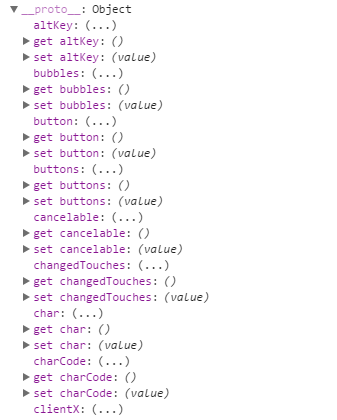 ▼ __proto__: Object
altKey: (...)
▶ get altKey: ()
▶ set altKey: (value)
bubbles: (...)
▶ get bubbles: ()
▶ set bubbles: (value)
button: (...)
▶ get button: ()
▶ set button: (value)
buttons: (...)
▶ get buttons: ()
▶ set buttons: (value)
cancelable: (...)
▶ get cancelable: ()
▶ set cancelable: (value)
changedTouches: (...)
▶ get changedTouches: ()
▶ set changedTouches: (value)
char: (...)
▶ get char: ()
▶ set char: (value)
charCode: (...)
▶ get charCode: ()
▶ set charCode: (value)
clientX: (...)